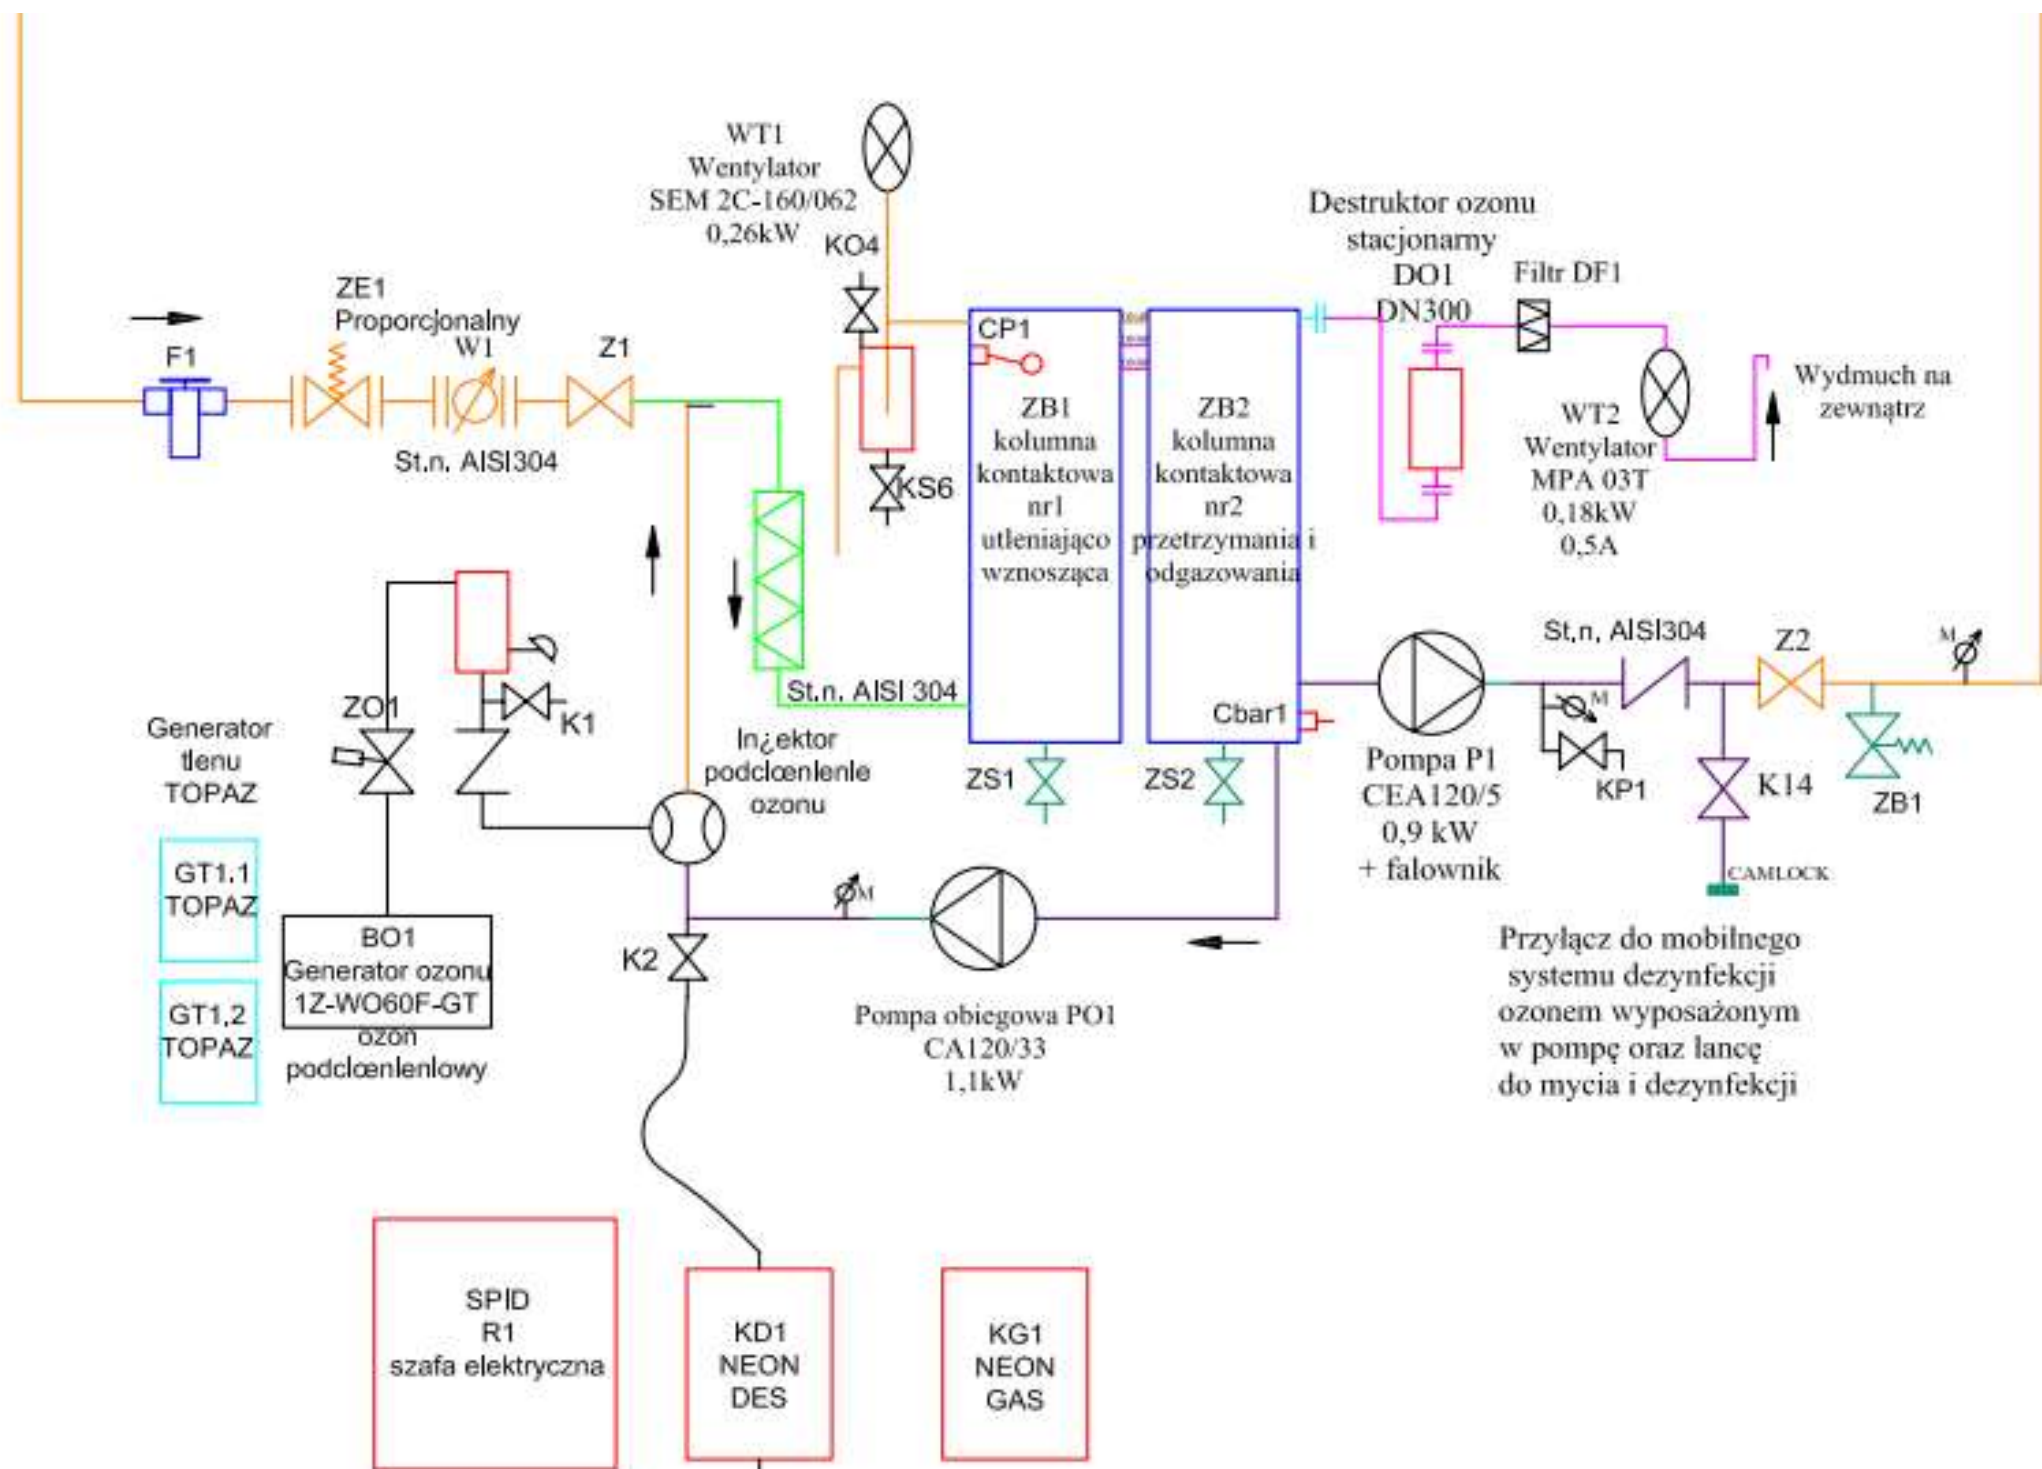 WT1
Wentylator
SEM 2C-160/062
0,26kW
KO4
Destruktor ozonu
stacjonarny
DO1
DN300
Filtr DF1
ZE1
Proporcjonalny
W1
F1
Z1
St.n. AISI304
KS6
CP1
ZB1
kolumna
kontaktowa
nr1
utleniająco
wznosząca
ZB2
kolumna
kontaktowa
nr2
przetrzymania i
odgazowania
WT2
Wentylator
MPA 03T
0,18kW
0,5A
Wydmuch na
zewnątrz
St.n. AISI304
Z2
M
St.n. AISI 304
Cbar1
ZO1
K1
Generator
tlenu
TOPAZ
In¿ektor
podciœnienie
ozonu
ZS1
ZS2
Pompa P1
CEA120/5
0,9 kW
+ falownik
M
KP1
K14
ZB1
CAMLOCK
GT1.1
TOPAZ
GT1,2
TOPAZ
BO1
Generator ozonu
1Z-WO60F-GT
ozon
podciœnieniowy
M
K2
Pompa obiegowa PO1
CA120/33
1,1kW
Przyłącz do mobilnego
systemu dezynfekcji
ozonem wyposażonym
w pompę oraz lancę
do mycia i dezynfekcji
SPID
R1
szafa elektryczna
KD1
NEON
DES
KG1
NEON
GAS